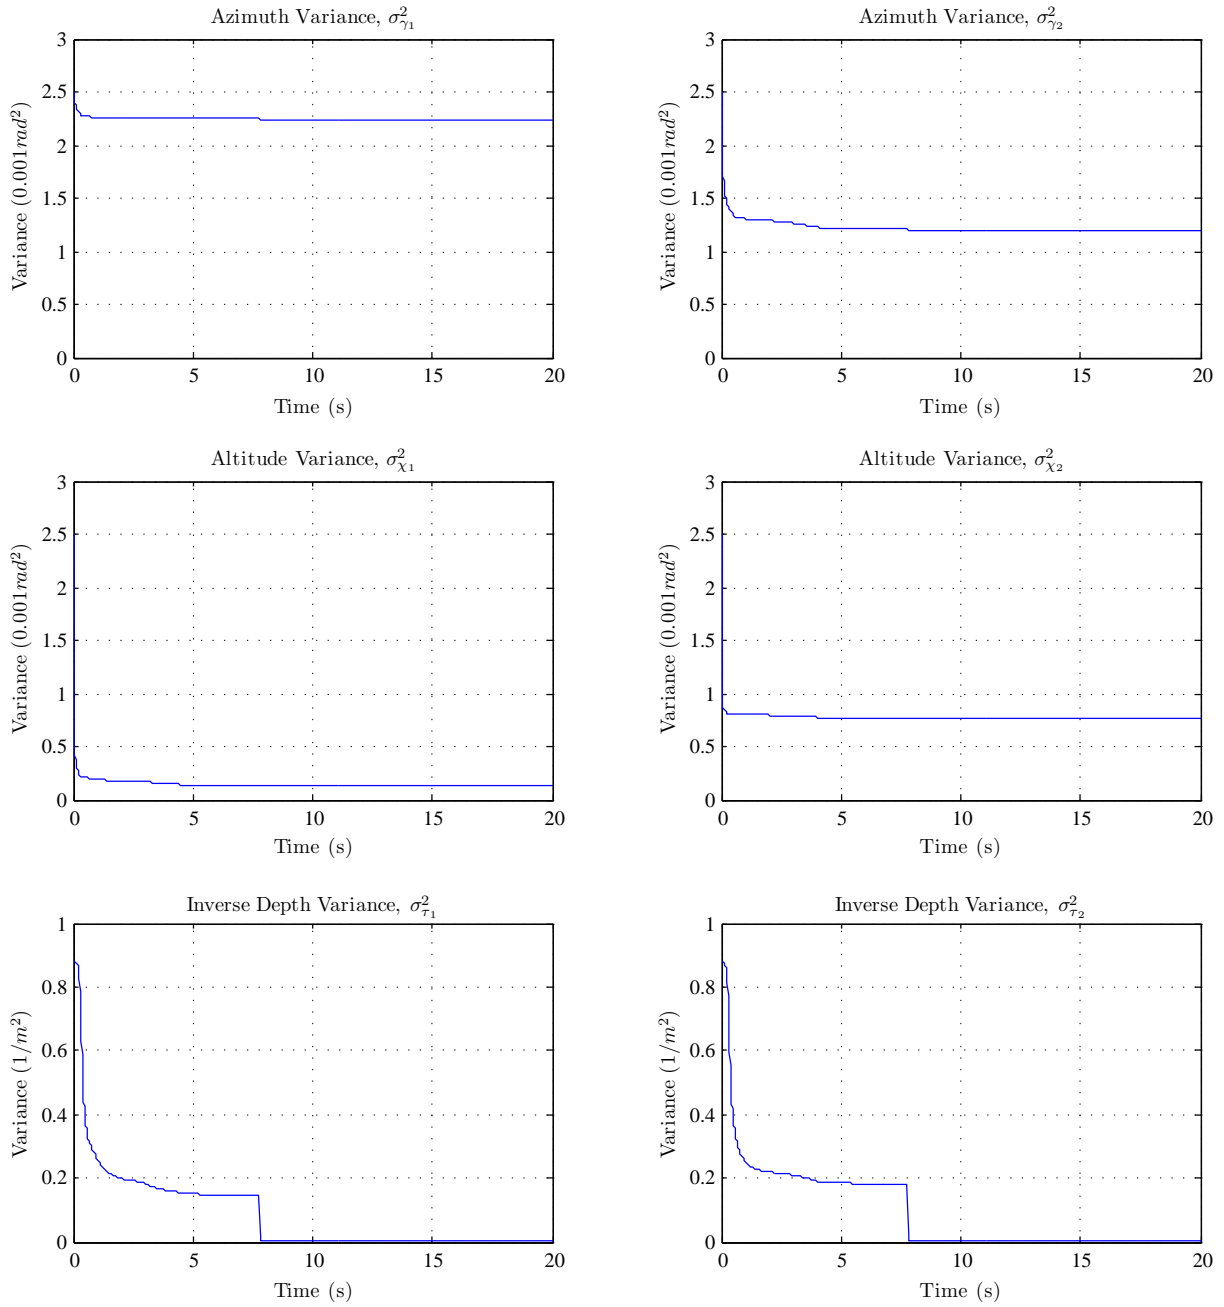 Azimuth Variance, σ²γ₁
3
2.5
2
1.5
1
0.5
0
Variance (0.001rad²)
0 5 10 15 20
Time (s)
Azimuth Variance, σ²γ₂
3
2.5
2
1.5
1
0.5
0
Variance (0.001rad²)
0 5 10 15 20
Time (s)
Altitude Variance, σ²χ₁
3
2.5
2
1.5
1
0.5
0
Variance (0.001rad²)
0 5 10 15 20
Time (s)
Altitude Variance, σ²χ₂
3
2.5
2
1.5
1
0.5
0
Variance (0.001rad²)
0 5 10 15 20
Time (s)
Inverse Depth Variance, σ²τ₁
1
0.8
0.6
0.4
0.2
0
Variance (1/m²)
0 5 10 15 20
Time (s)
Inverse Depth Variance, σ²τ₂
1
0.8
0.6
0.4
0.2
0
Variance (1/m²)
0 5 10 15 20
Time (s)